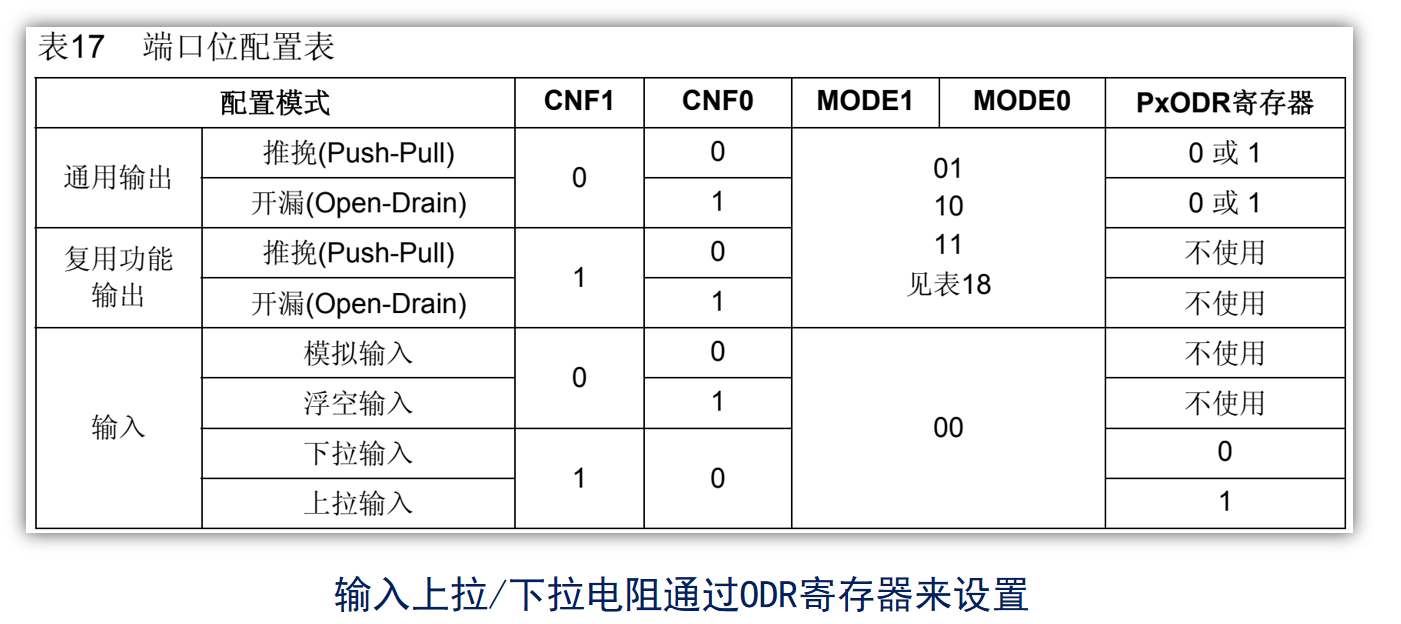 表17 端口位配置表
配置模式 CNF1 CNF0 MODE1 MODE0 PxODR寄存器
通用输出 推挽(Push-Pull) 0 0 01 0 或 1
开漏(Open-Drain) 1 10 0 或 1
复用功能 推挽(Push-Pull) 1 0 11 不使用
输出 开漏(Open-Drain) 1 见表18 不使用
输入 模拟输入 0 0 00 不使用
浮空输入 1 不使用
下拉输入 1 0 0
上拉输入 1
输入上拉/下拉电阻通过ODR寄存器来设置